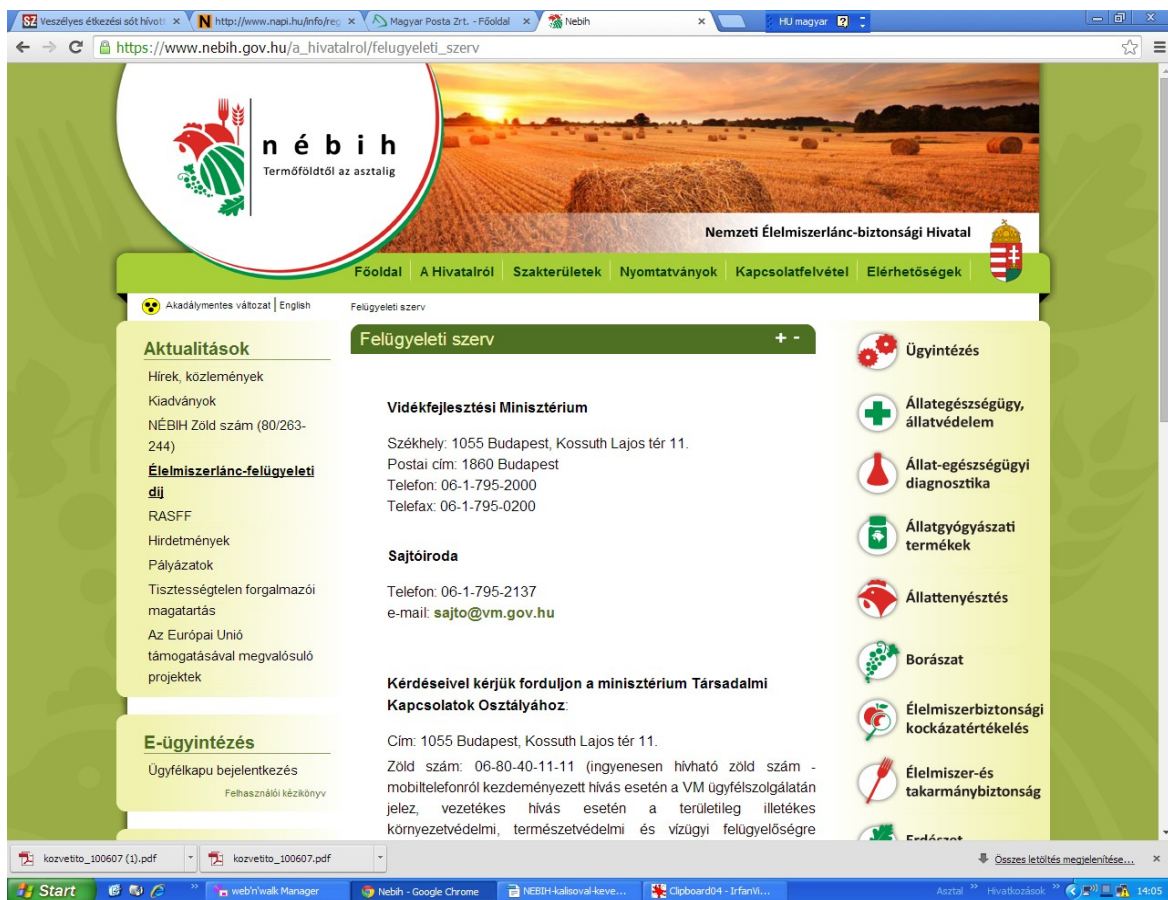 Veszélyes étkezési sót hívott
http://www.napi.hu/info/reg
Magyar Posta Zrt. - Főoldal
Nebih
HU magyar
https://www.nebih.gov.hu/a_hivatalrol/felugyeleti_szerv
nébih
Termőföldtől az asztalig
Nemzeti Élelmiszerlánc-biztonsági Hivatal
Főoldal A Hivatalról Szakterületek Nyomtatványok Kapcsolatfelvétel Elérhetőségek
Akadálymentes változat | English
Felügyeleti szerv
Aktualitások
Hírek, közlemények
Kiadványok
NÉBIH Zöld szám (80/263-
244)
Élelmiszerlánc-felügyeleti
díj
RASFF
Hirdetmények
Pályázatok
Tisztességtelen forgalmazói
magatartás
Az Európai Unió
támogatásával megvalósuló
projektek
E-ügyintézés
Ügyfélkapu bejelentkezés
Felhasználói kézikönyv
Felügyeleti szerv + -
Vidékfejlesztési Minisztérium
Székhely: 1055 Budapest, Kossuth Lajos tér 11.
Postai cím: 1860 Budapest
Telefon: 06-1-795-2000
Telefax: 06-1-795-0200
Sajtóiroda
Telefon: 06-1-795-2137
e-mail: sajto@vm.gov.hu
Kérdéseivel kérjük forduljon a minisztérium Társadalmi
Kapcsolatok Osztályához:
Cím: 1055 Budapest, Kossuth Lajos tér 11.
Zöld szám: 06-80-40-11-11 (ingyenesen hívható zöld szám -
mobiltelefonról kezdeményezett hívás esetén a VM ügyfélszolgálatán
jelez, vezetékes hívás esetén a területileg illetékes
környezetvédelmi, természetvédelmi és vízügyi felügyelőségre
Ügyintézés
Állategészségügy,
állatvédelem
Állat-egészségügyi
diagnosztika
Állatgyógyászati
termékek
Állattenyésztés
Borászat
Élelmiszerbiztonsági
kockázatértékelés
Élelmiszer-és
takarmánybiztonság
Erdészet
kozvetito_100607 (1).pdf
kozvetito_100607.pdf
Összes letöltés megjelenítése...
Start
web'n'walk Manager
Nebih - Google Chrome
NEBIH-kalisoval-keve...
Clipboard04 - IrfanVi...
Asztal
Hivatkozások
14:05